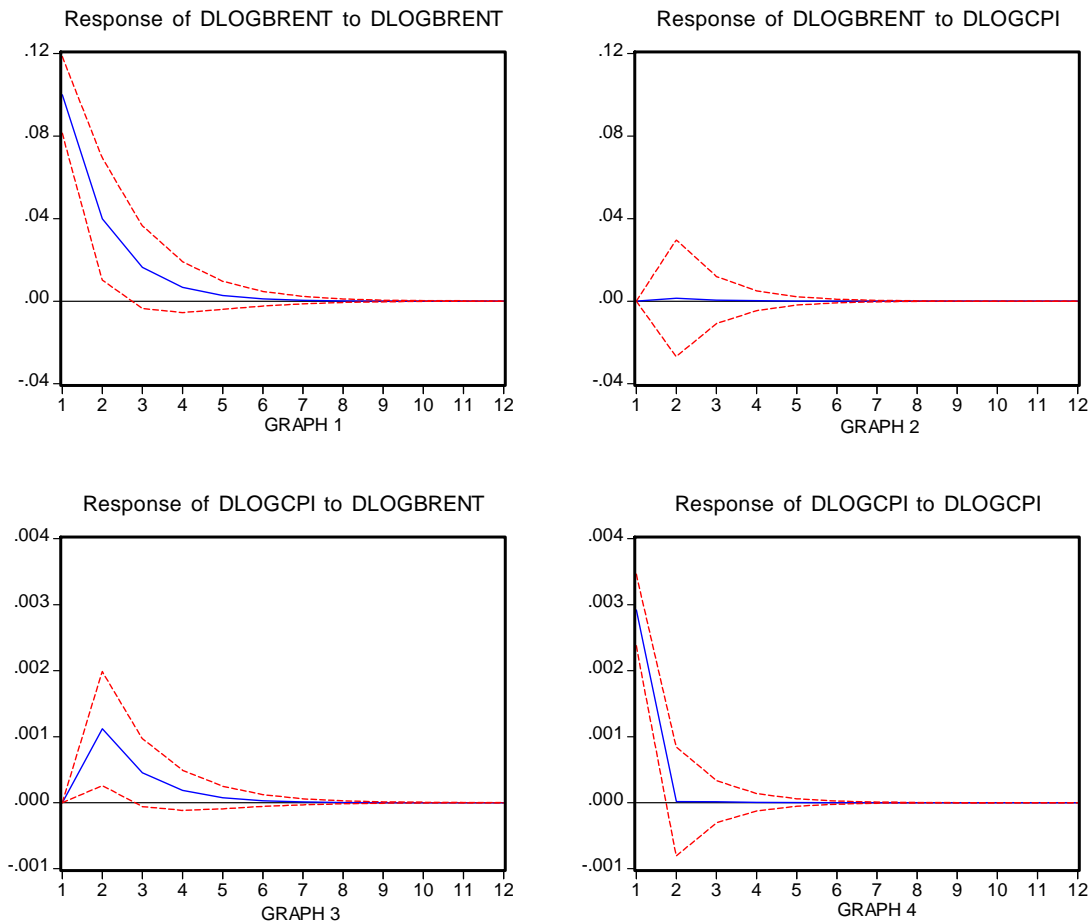 Response of DLOGBRENT to DLOGBRENT
.12
.08
.04
.00
-.04
1 2 3 4 5 6 7 8 9 10 11 12
GRAPH 1
Response of DLOGBRENT to DLOGCPI
.12
.08
.04
.00
-.04
1 2 3 4 5 6 7 8 9 10 11 12
GRAPH 2
Response of DLOGCPI to DLOGBRENT
.004
.003
.002
.001
.000
-.001
1 2 3 4 5 6 7 8 9 10 11 12
GRAPH 3
Response of DLOGCPI to DLOGCPI
.004
.003
.002
.001
.000
-.001
1 2 3 4 5 6 7 8 9 10 11 12
GRAPH 4